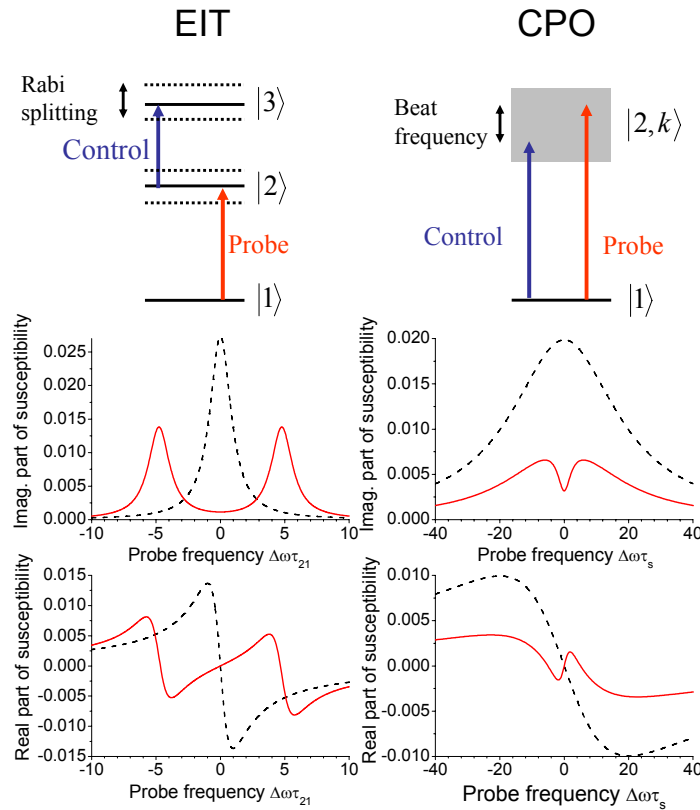 EIT
CPO
Rabi
splitting
|3⟩
Control
|2⟩
Probe
|1⟩
Beat
frequency
|2,k⟩
Control
Probe
|1⟩
Imag. part of susceptibility
0.025
0.020
0.015
0.010
0.005
0.000
-10 -5 0 5 10
Probe frequency Δωτ₂₁
Imag. part of susceptibility
0.020
0.015
0.010
0.005
0.000
-40 -20 0 20 40
Probe frequency Δωτₛ
Real part of susceptibility
0.015
0.010
0.005
0.000
-0.005
-0.010
-0.015
-10 -5 0 5 10
Probe frequency Δωτ₂₁
Real part of susceptibility
0.010
0.005
0.000
-0.005
-0.010
-40 -20 0 20 40
Probe frequency Δωτₛ